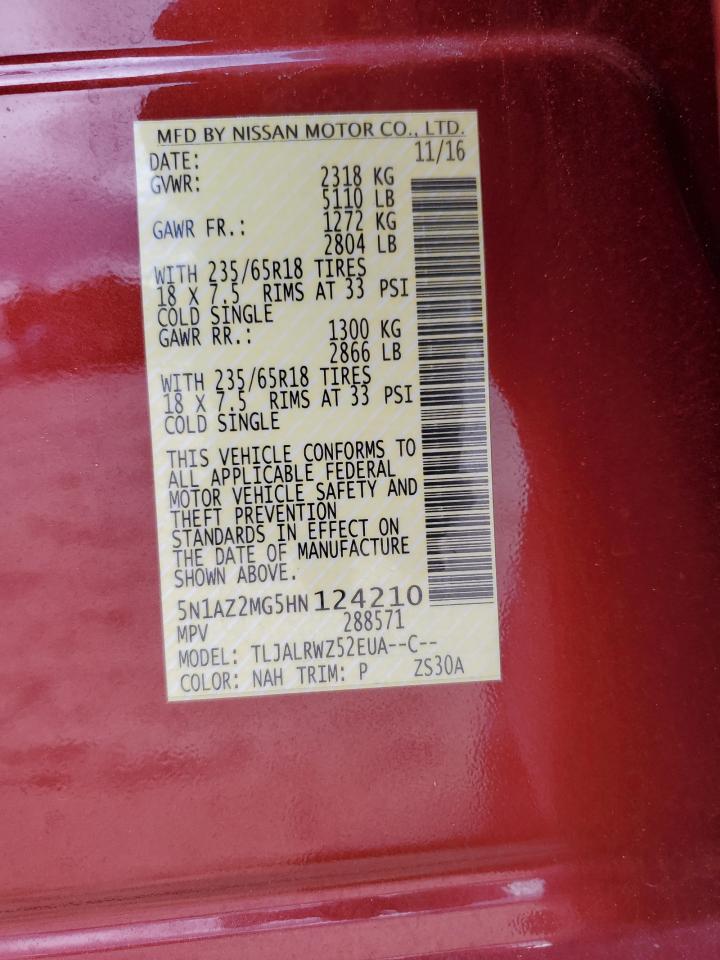 MFD BY NISSAN MOTOR CO., LTD.
DATE: 11/16
GVWR: 2318 KG
5110 LB
GAWR FR.: 1272 KG
2804 LB
WITH 235/65R18 TIRES
18 X 7.5 RIMS AT 33 PSI
COLD SINGLE
GAWR RR.: 1300 KG
2866 LB
WITH 235/65R18 TIRES
18 X 7.5 RIMS AT 33 PSI
COLD SINGLE
THIS VEHICLE CONFORMS TO
ALL APPLICABLE FEDERAL
MOTOR VEHICLE SAFETY AND
THEFT PREVENTION
STANDARDS IN EFFECT ON
THE DATE OF MANUFACTURE
SHOWN ABOVE.
5N1AZ2MG5HN124210
MPV 288571
MODEL: TLJALRWZ52EUA--C--
COLOR: NAH TRIM: P ZS30A